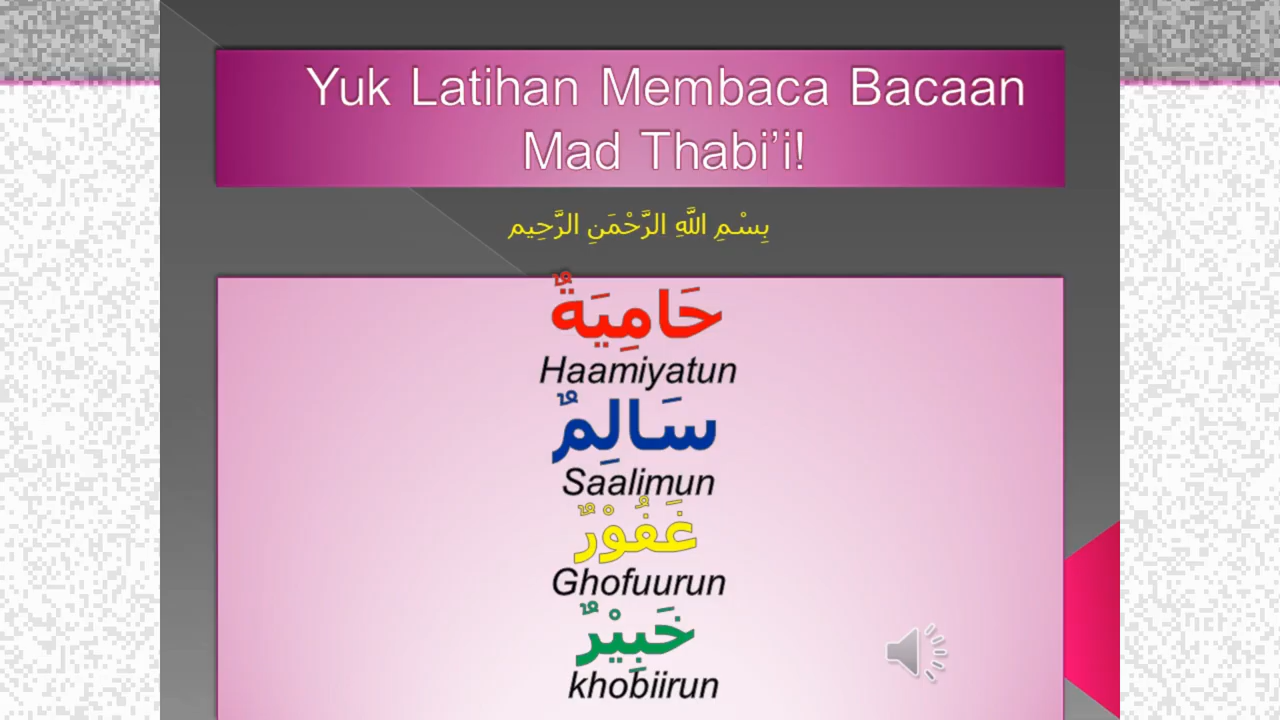 Yuk Latihan Membaca Bacaan
Mad Thabi’i!
بِسْمِ اللَّهِ الرَّحْمَنِ الرَّحِيم
حَامِيَةٌ
Haamiyatun
سَالِمٌ
Saalimun
غَفُوْرٌ
Ghofuurun
خَبِيْرٌ
khobiirun